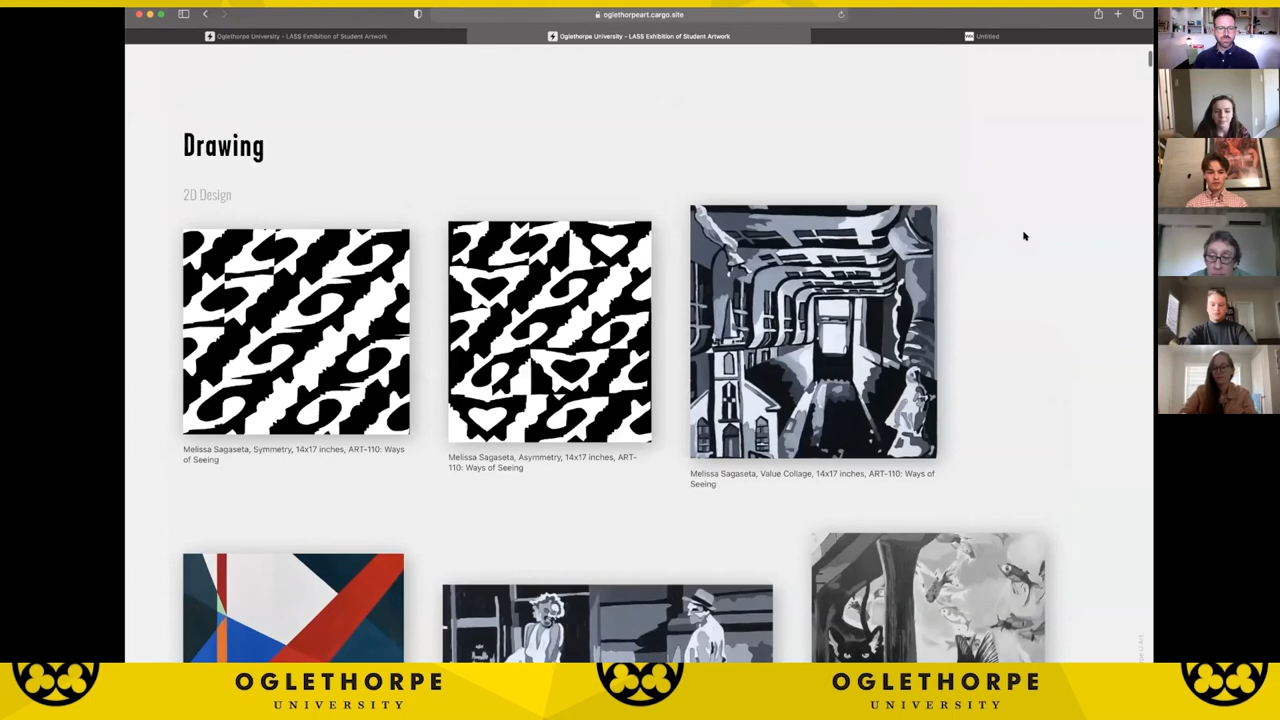 oglethorpeart.cargo.site
Oglethorpe University - LASS Exhibition of Student Artwork
Oglethorpe University - LASS Exhibition of Student Artwork
Untitled
Drawing
2D Design
Melissa Sagaseta, Symmetry, 14x17 inches, ART-110: Ways
of Seeing
Melissa Sagaseta, Asymmetry, 14x17 inches, ART-
110: Ways of Seeing
Melissa Sagaseta, Value Collage, 14x17 inches, ART-110: Ways of
Seeing
OGLETHORPE
UNIVERSITY
OGLETHORPE
UNIVERSITY